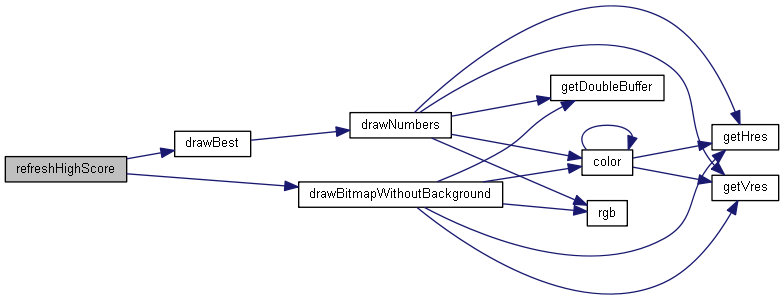 refreshHighScore
drawBest
drawNumbers
drawBitmapWithoutBackground
getDoubleBuffer
color
rgb
getHres
getVres